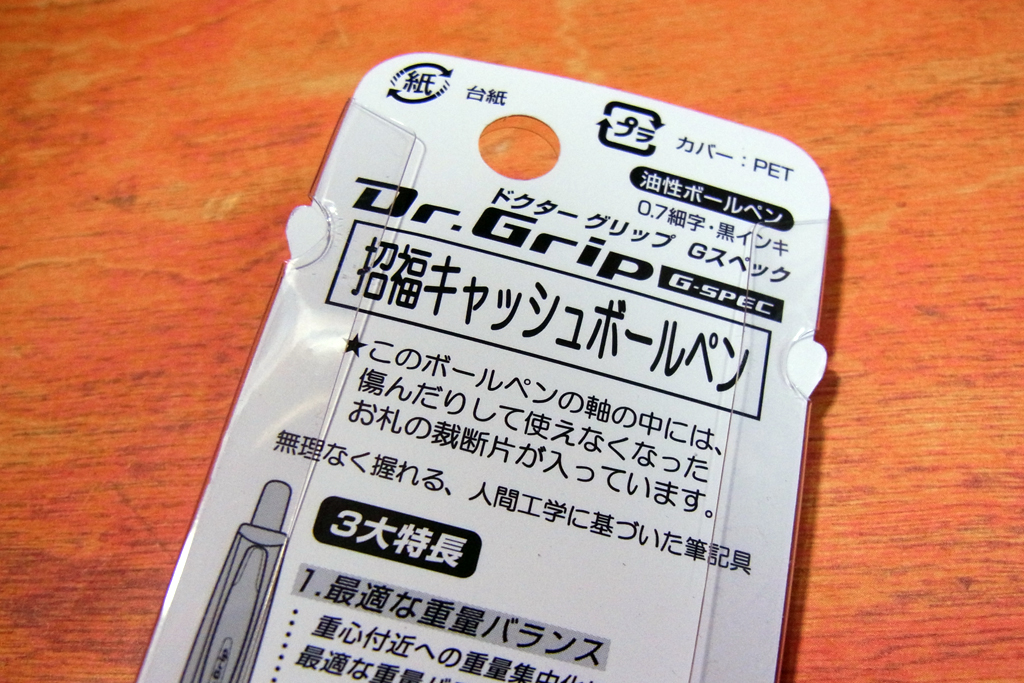 紙 台紙
プラ カバー：PET
油性ボールペン
0.7細字・黒インキ
ドクター グリップ Gスペック
Dr.Grip G-SPEC
招福キャッシュボールペン
★このボールペンの軸の中には、
傷んだりして使えなくなった
お札の裁断片が入っています。
無理なく握れる、人間工学に基づいた筆記具
3大特長
1.最適な重量バランス
重心付近への重量集中化
最適な重量バ